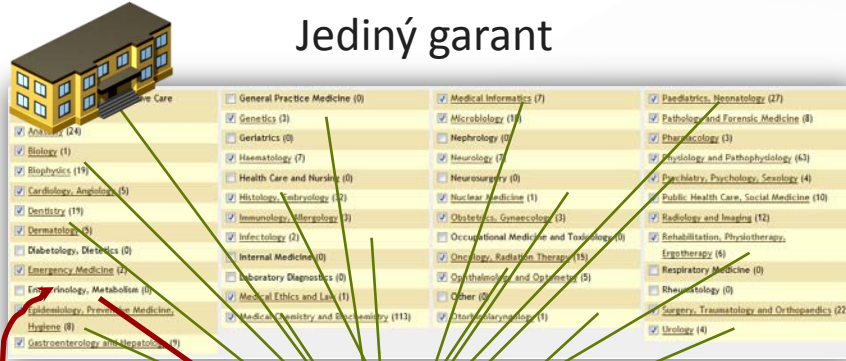 Jediný garant
ve Care
Anatomy (24)
Biology (1)
Biophysics (19)
Cardiology, Angiology (5)
Dentistry (19)
Dermatology (5)
Diabetology, Dietetics (0)
Emergency Medicine (2)
Endocrinology, Metabolism (0)
Epidemiology, Preventive Medicine,
Hygiene (8)
Gastroenterology and Hepatology (9)
General Practice Medicine (0)
Genetics (3)
Geriatrics (0)
Haematology (7)
Health Care and Nursing (0)
Histology, Embryology (32)
Immunology, Allergology (3)
Infectology (2)
Internal Medicine (0)
Laboratory Diagnostics (0)
Medical Ethics and Law (1)
Medical Chemistry and Biochemistry (113)
Medical Informatics (7)
Microbiology
Nephrology (0)
Neurology
Neurosurgery (0)
Nuclear Medicine (1)
Obstetrics, Gynaecology (3)
Occupational Medicine and Toxicology (0)
Oncology, Radiation Therapy (15)
Ophthalmology and Optometry (5)
Other (0)
Otorhinolaryngology (1)
Paediatrics, Neonatology (27)
Pathology and Forensic Medicine (8)
Pharmacology (3)
Physiology and Pathophysiology (63)
Psychiatry, Psychology, Sexology (4)
Public Health Care, Social Medicine (10)
Radiology and Imaging (12)
Rehabilitation, Physiotherapy,
Ergotherapy (6)
Respiratory Medicine (0)
Rheumatology (0)
Surgery, Traumatology and Orthopaedics (22
Urology (4)